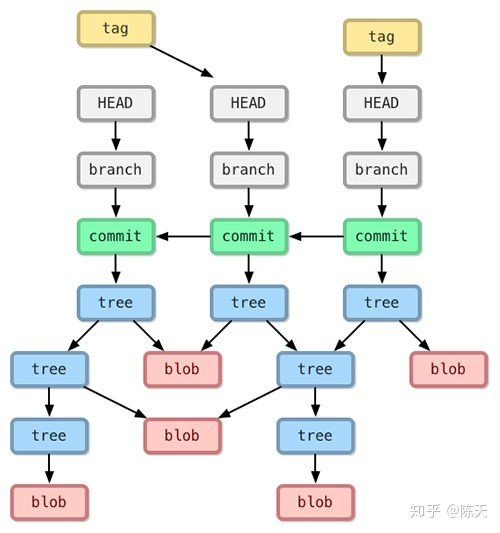 tag
tag
HEAD
HEAD
HEAD
branch
branch
branch
commit
commit
commit
tree
tree
tree
tree
blob
tree
blob
tree
blob
tree
blob
blob
知乎 @陈天